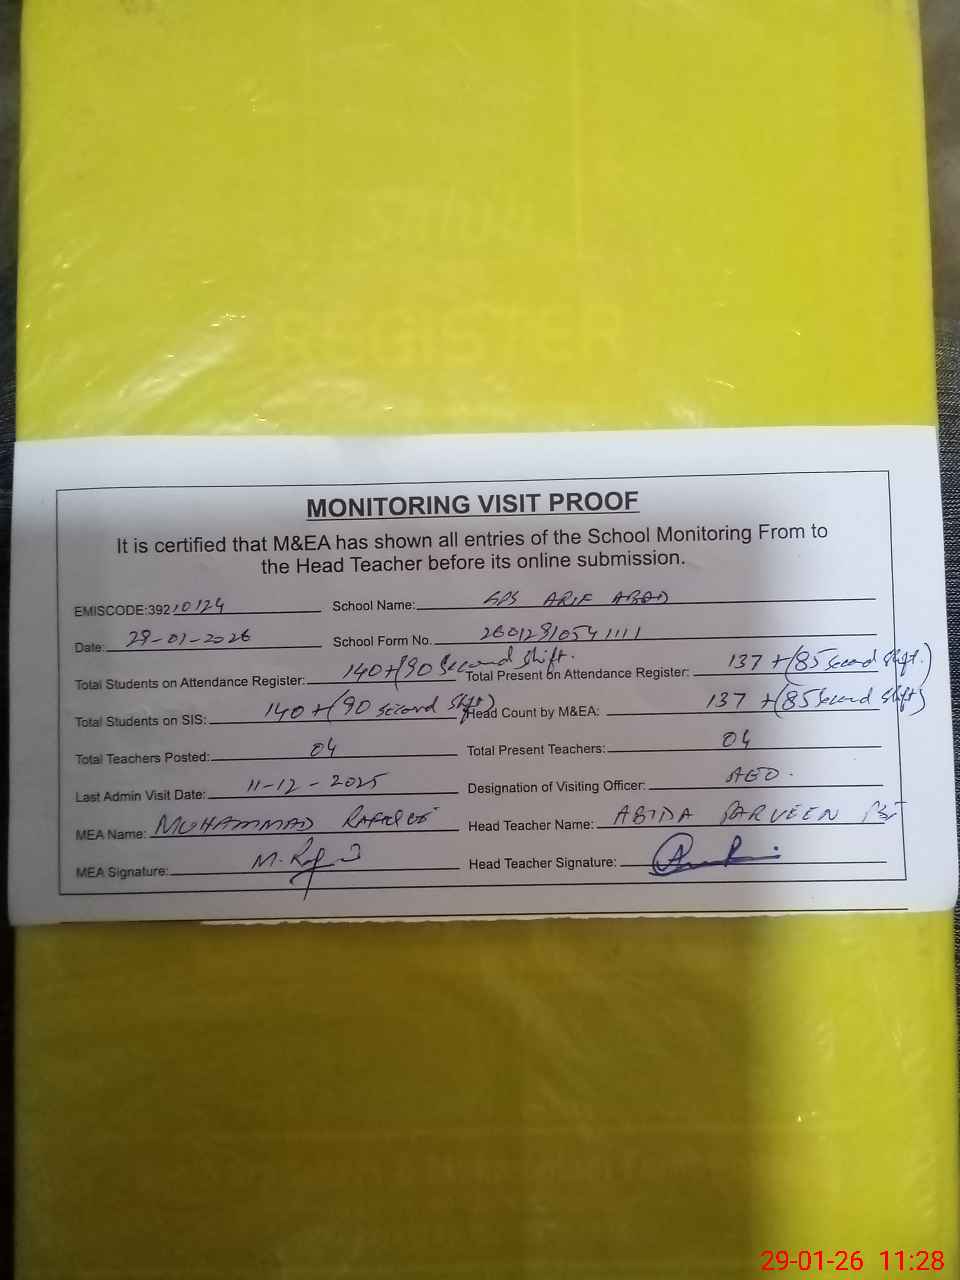 REGISTER
MONITORING VISIT PROOF
It is certified that M&EA has shown all entries of the School Monitoring From to
the Head Teacher before its online submission.
EMISCODE:39210124 School Name: GPS ARIF ABAD
Date: 29-01-2026 School Form No. 26012910541111
Total Students on Attendance Register: 140+(90 Second shift. Total Present on Attendance Register: 137 +(85 Second Shift.)
Total Students on SIS: 140+(90 Second Shift) Head Count by M&EA: 137 +(85 Second Shift)
Total Teachers Posted: 04 Total Present Teachers: 04
Last Admin Visit Date: 11-12-2025 Designation of Visiting Officer: AEO.
MEA Name: MUHAMMAD Head Teacher Name: ABIDA PARVEEN PST
MEA Signature: Head Teacher Signature:
29-01-26 11:28